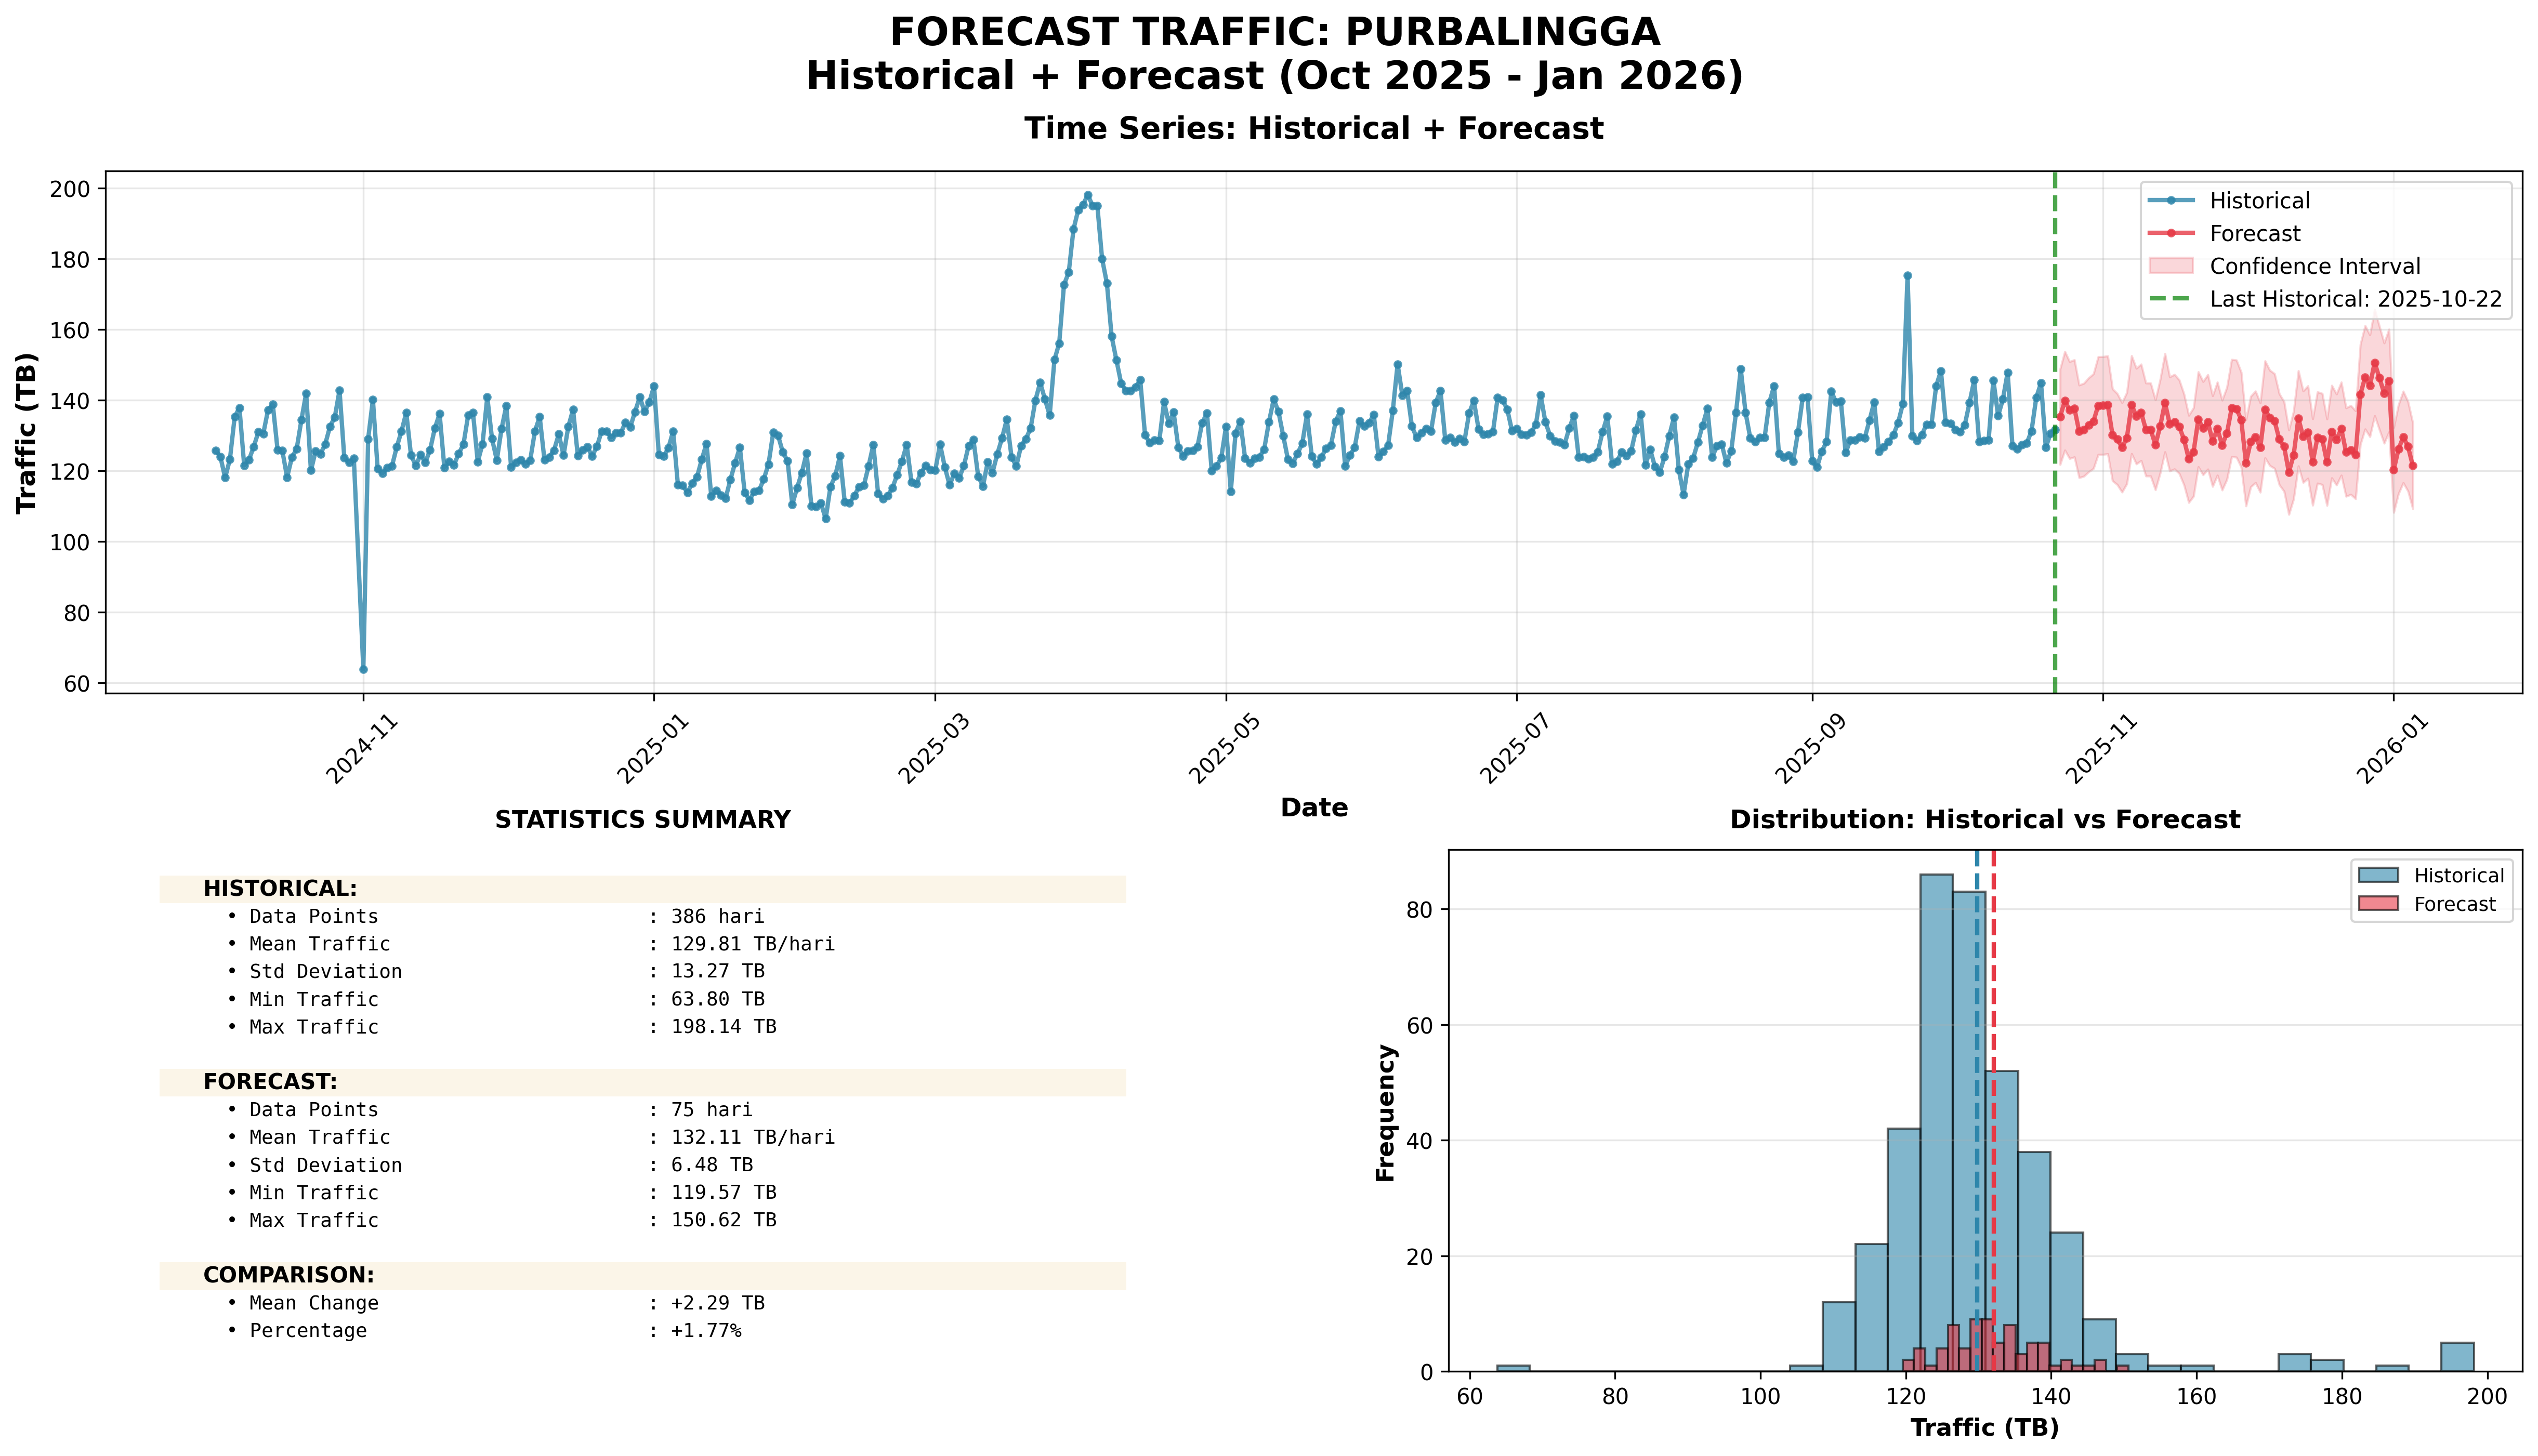 FORECAST TRAFFIC: PURBALINGGA
Historical + Forecast (Oct 2025 - Jan 2026)
Time Series: Historical + Forecast
Traffic (TB)
200
180
160
140
120
100
80
60
Historical
Forecast
Confidence Interval
Last Historical: 2025-10-22
2024-11
2025-01
2025-03
2025-05
2025-07
2025-09
2025-11
2026-01
Date
STATISTICS SUMMARY
HISTORICAL:
• Data Points : 386 hari
• Mean Traffic : 129.81 TB/hari
• Std Deviation : 13.27 TB
• Min Traffic : 63.80 TB
• Max Traffic : 198.14 TB
FORECAST:
• Data Points : 75 hari
• Mean Traffic : 132.11 TB/hari
• Std Deviation : 6.48 TB
• Min Traffic : 119.57 TB
• Max Traffic : 150.62 TB
COMPARISON:
• Mean Change : +2.29 TB
• Percentage : +1.77%
Distribution: Historical vs Forecast
Frequency
80
60
40
20
0
Historical
Forecast
60
80
100
120
140
160
180
200
Traffic (TB)